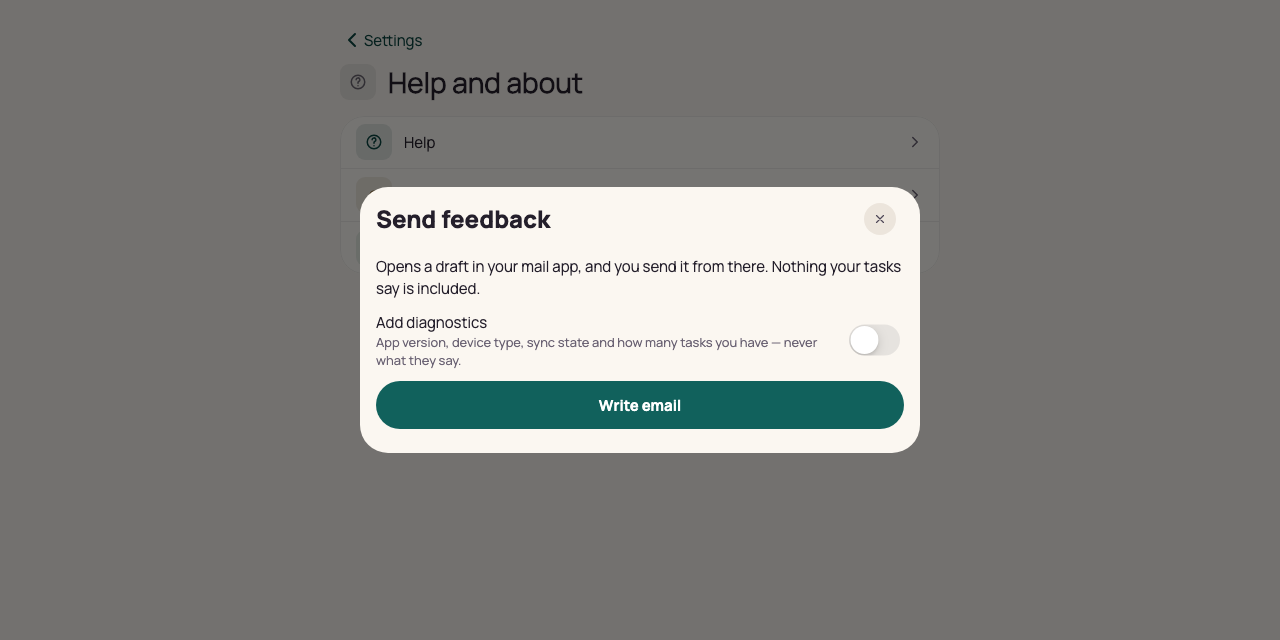 Settings
Help and about
Help
Send feedback
Opens a draft in your mail app, and you send it from there. Nothing your tasks
say is included.
Add diagnostics
App version, device type, sync state and how many tasks you have — never
what they say.
Write email